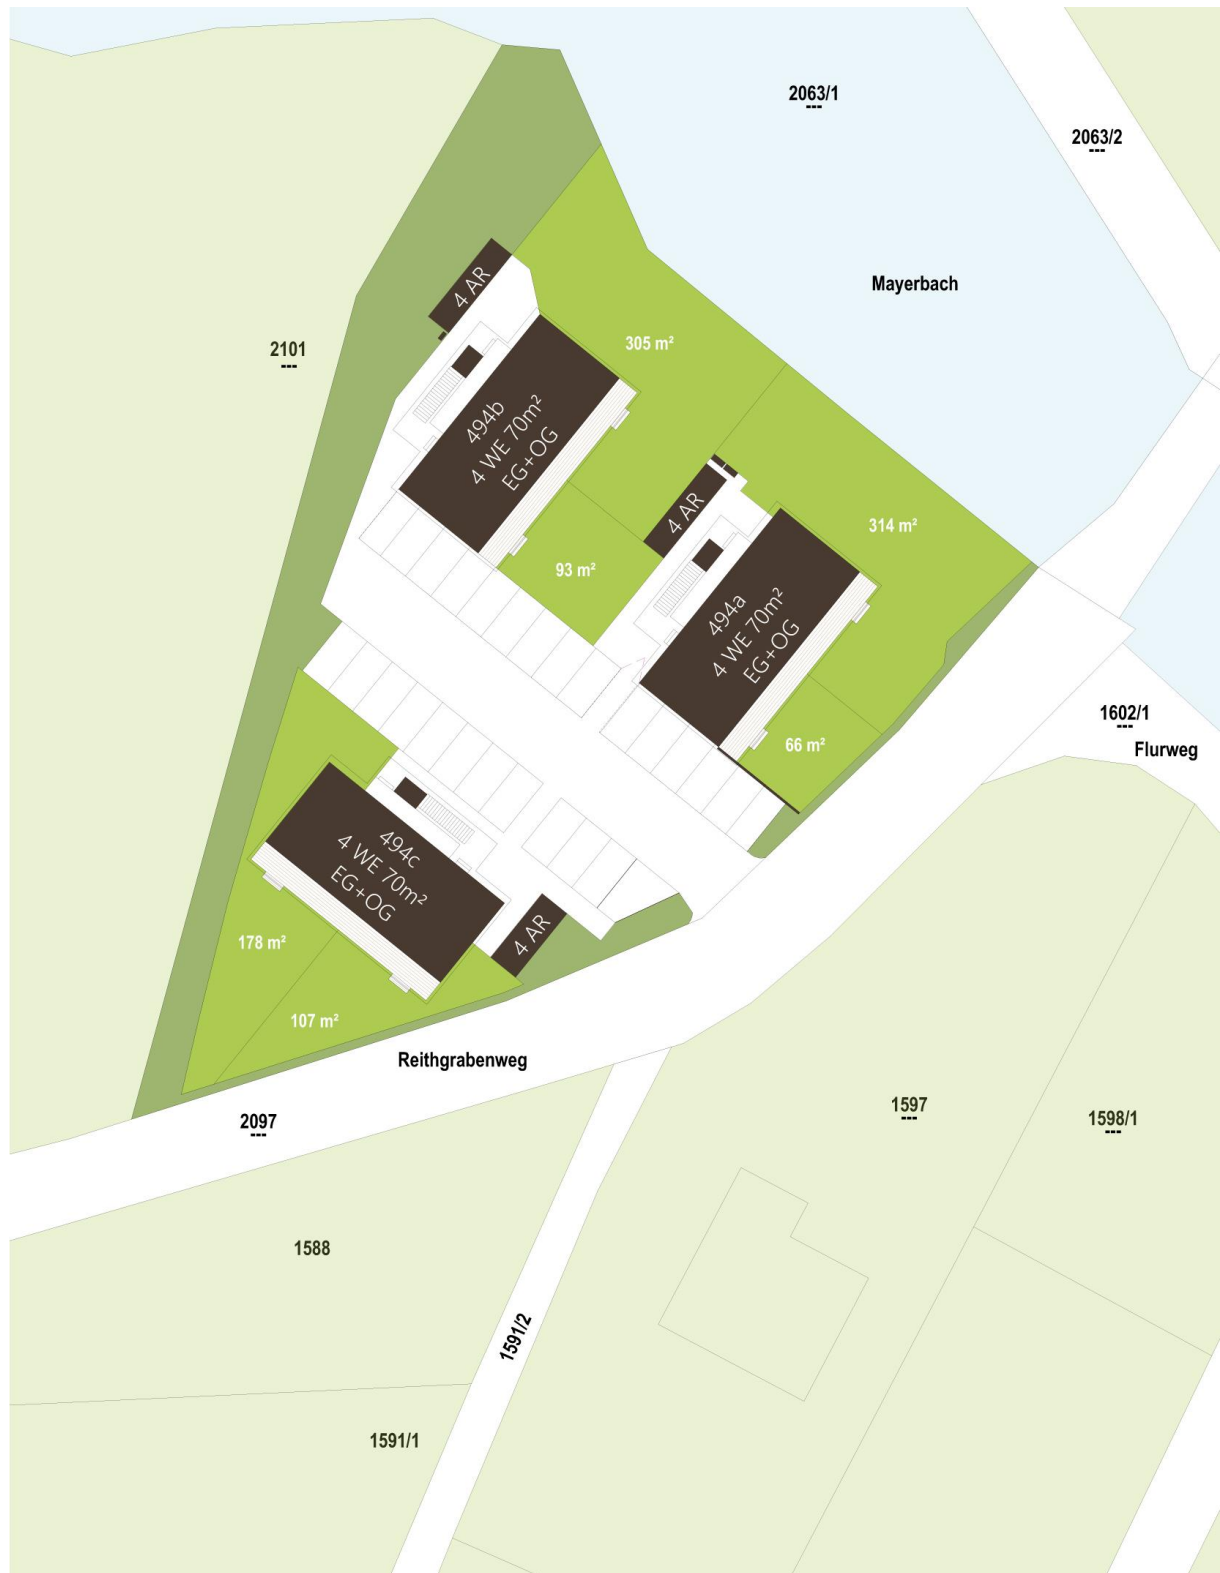 2063/1
2063/2
Mayerbach
4 AR
305 m²
2101
494b
4 WE 70m²
EG+OG
4 AR
314 m²
93 m²
494a
4 WE 70m²
EG+OG
1602/1
Flurweg
66 m²
494c
4 WE 70m²
EG+OG
4 AR
178 m²
107 m²
Reithgrabenweg
2097
1597
1598/1
1588
1591/2
1591/1